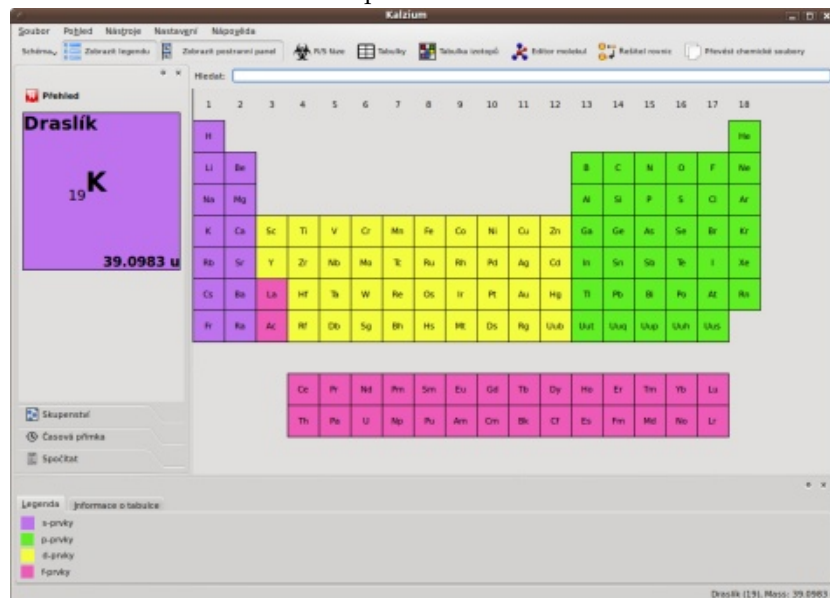 Kalzium
Soubor Pohled Nástroje Nastavení Nápověda
Schéma Zobrazit legendu Zobrazit postranní panel R/S Vize Tabulky Tabulka izotopů Editor molekul Řešitel rovnic Převést chemické soubory
Hledat:
Přehled
Draslík
19K
39.0983 u
1 2 3 4 5 6 7 8 9 10 11 12 13 14 15 16 17 18
H He
Li Be B C N O F Ne
Na Mg Al Si P S Cl Ar
K Ca Sc Ti V Cr Mn Fe Co Ni Cu Zn Ga Ge As Se Br Kr
Rb Sr Y Zr Nb Mo Tc Ru Rh Pd Ag Cd In Sn Sb Te I Xe
Cs Ba La Hf Ta W Re Os Ir Pt Au Hg Tl Pb Bi Po At Rn
Fr Ra Ac Rf Db Sg Bh Hs Mt Ds Rg Uub Uut Uuq Uup Uuh Uus
Ce Pr Nd Pm Sm Eu Gd Tb Dy Ho Er Tm Yb Lu
Th Pa U Np Pu Am Cm Bk Cf Es Fm Md No Lr
Skupenství
Časová přímka
Spočítat
Legenda Informace o tabulce
s-prvky
p-prvky
d-prvky
f-prvky
Draslík (19), Mass: 39.0983